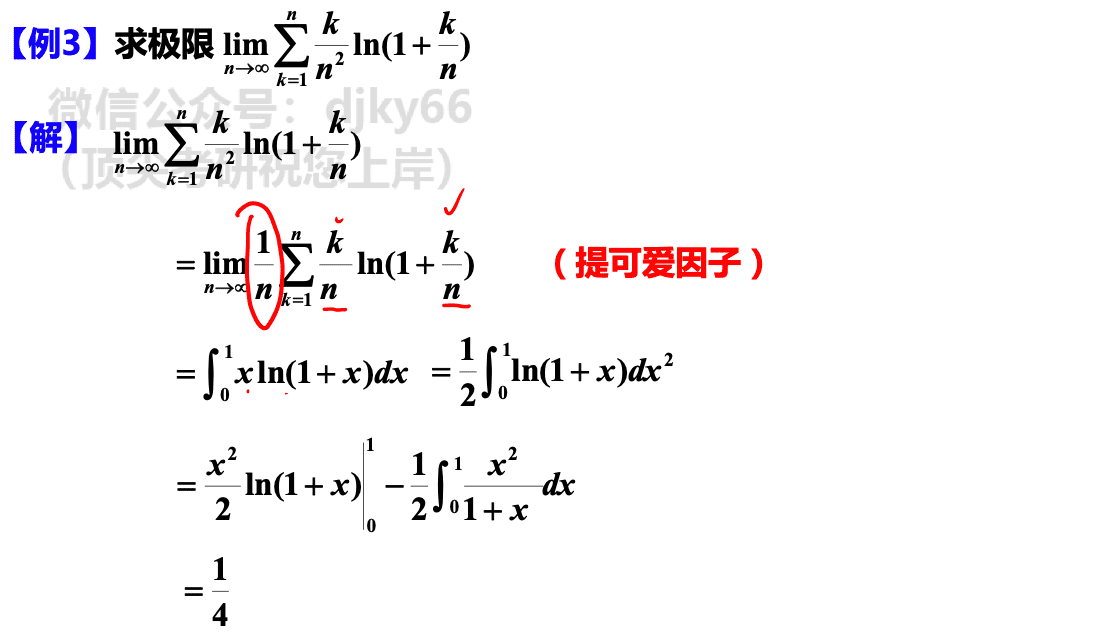 【例3】求极限 $\lim_{n\to\infty}\sum_{k=1}^{n}\frac{k}{n^2}\ln(1+\frac{k}{n})$
微信公众号：djky66
【解】 $\lim_{n\to\infty}\sum_{k=1}^{n}\frac{k}{n^2}\ln(1+\frac{k}{n})$
（顶尖考研祝您上岸）
$=\lim_{n\to\infty}\frac{1}{n}\sum_{k=1}^{n}\frac{k}{n}\ln(1+\frac{k}{n})$ （提可爱因子）
$=\int_0^1 x\ln(1+x)dx=\frac{1}{2}\int_0^1\ln(1+x)dx^2$
$=\frac{x^2}{2}\ln(1+x)\Big|_0^1-\frac{1}{2}\int_0^1\frac{x^2}{1+x}dx$
$=\frac{1}{4}$